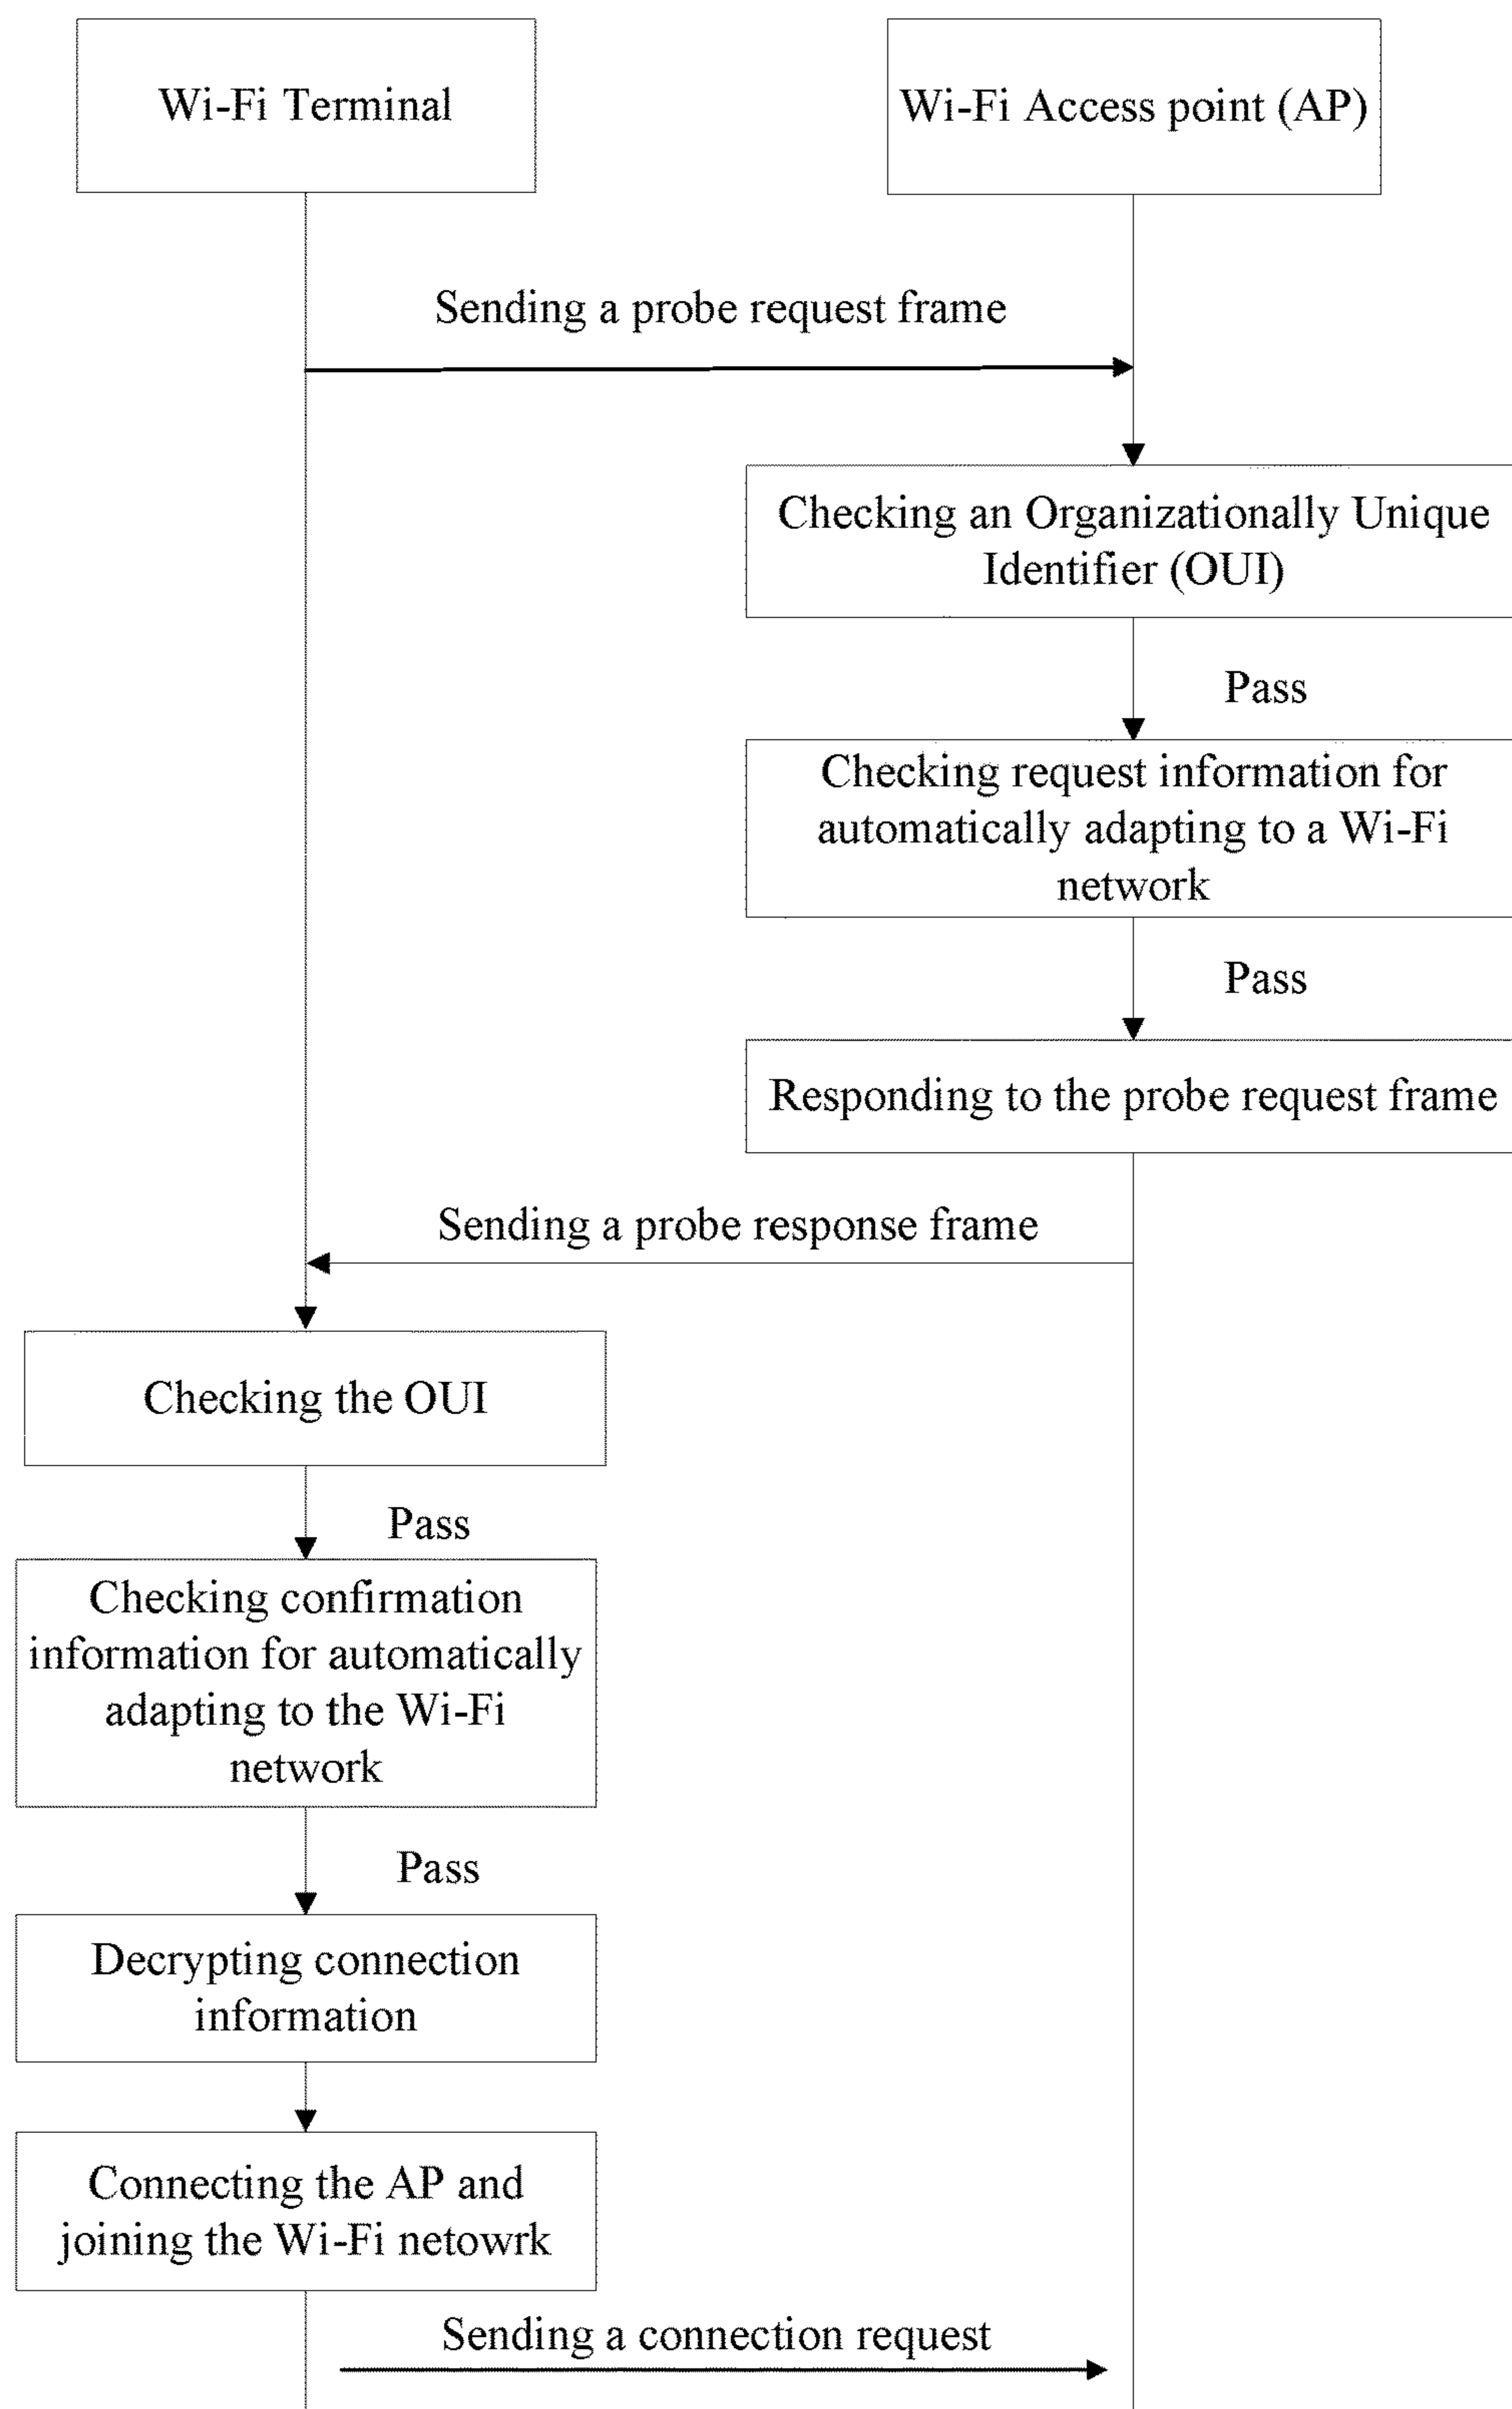 Wi-Fi Terminal
Wi-Fi Access point (AP)
Sending a probe request frame
Checking an Organizationally Unique
Identifier (OUI)
Pass
Checking request information for
automatically adapting to a Wi-Fi
network
Pass
Responding to the probe request frame
Sending a probe response frame
Checking the OUI
Pass
Checking confirmation
information for automatically
adapting to the Wi-Fi
network
Pass
Decrypting connection
information
Connecting the AP and
joining the Wi-Fi netowrk
Sending a connection request